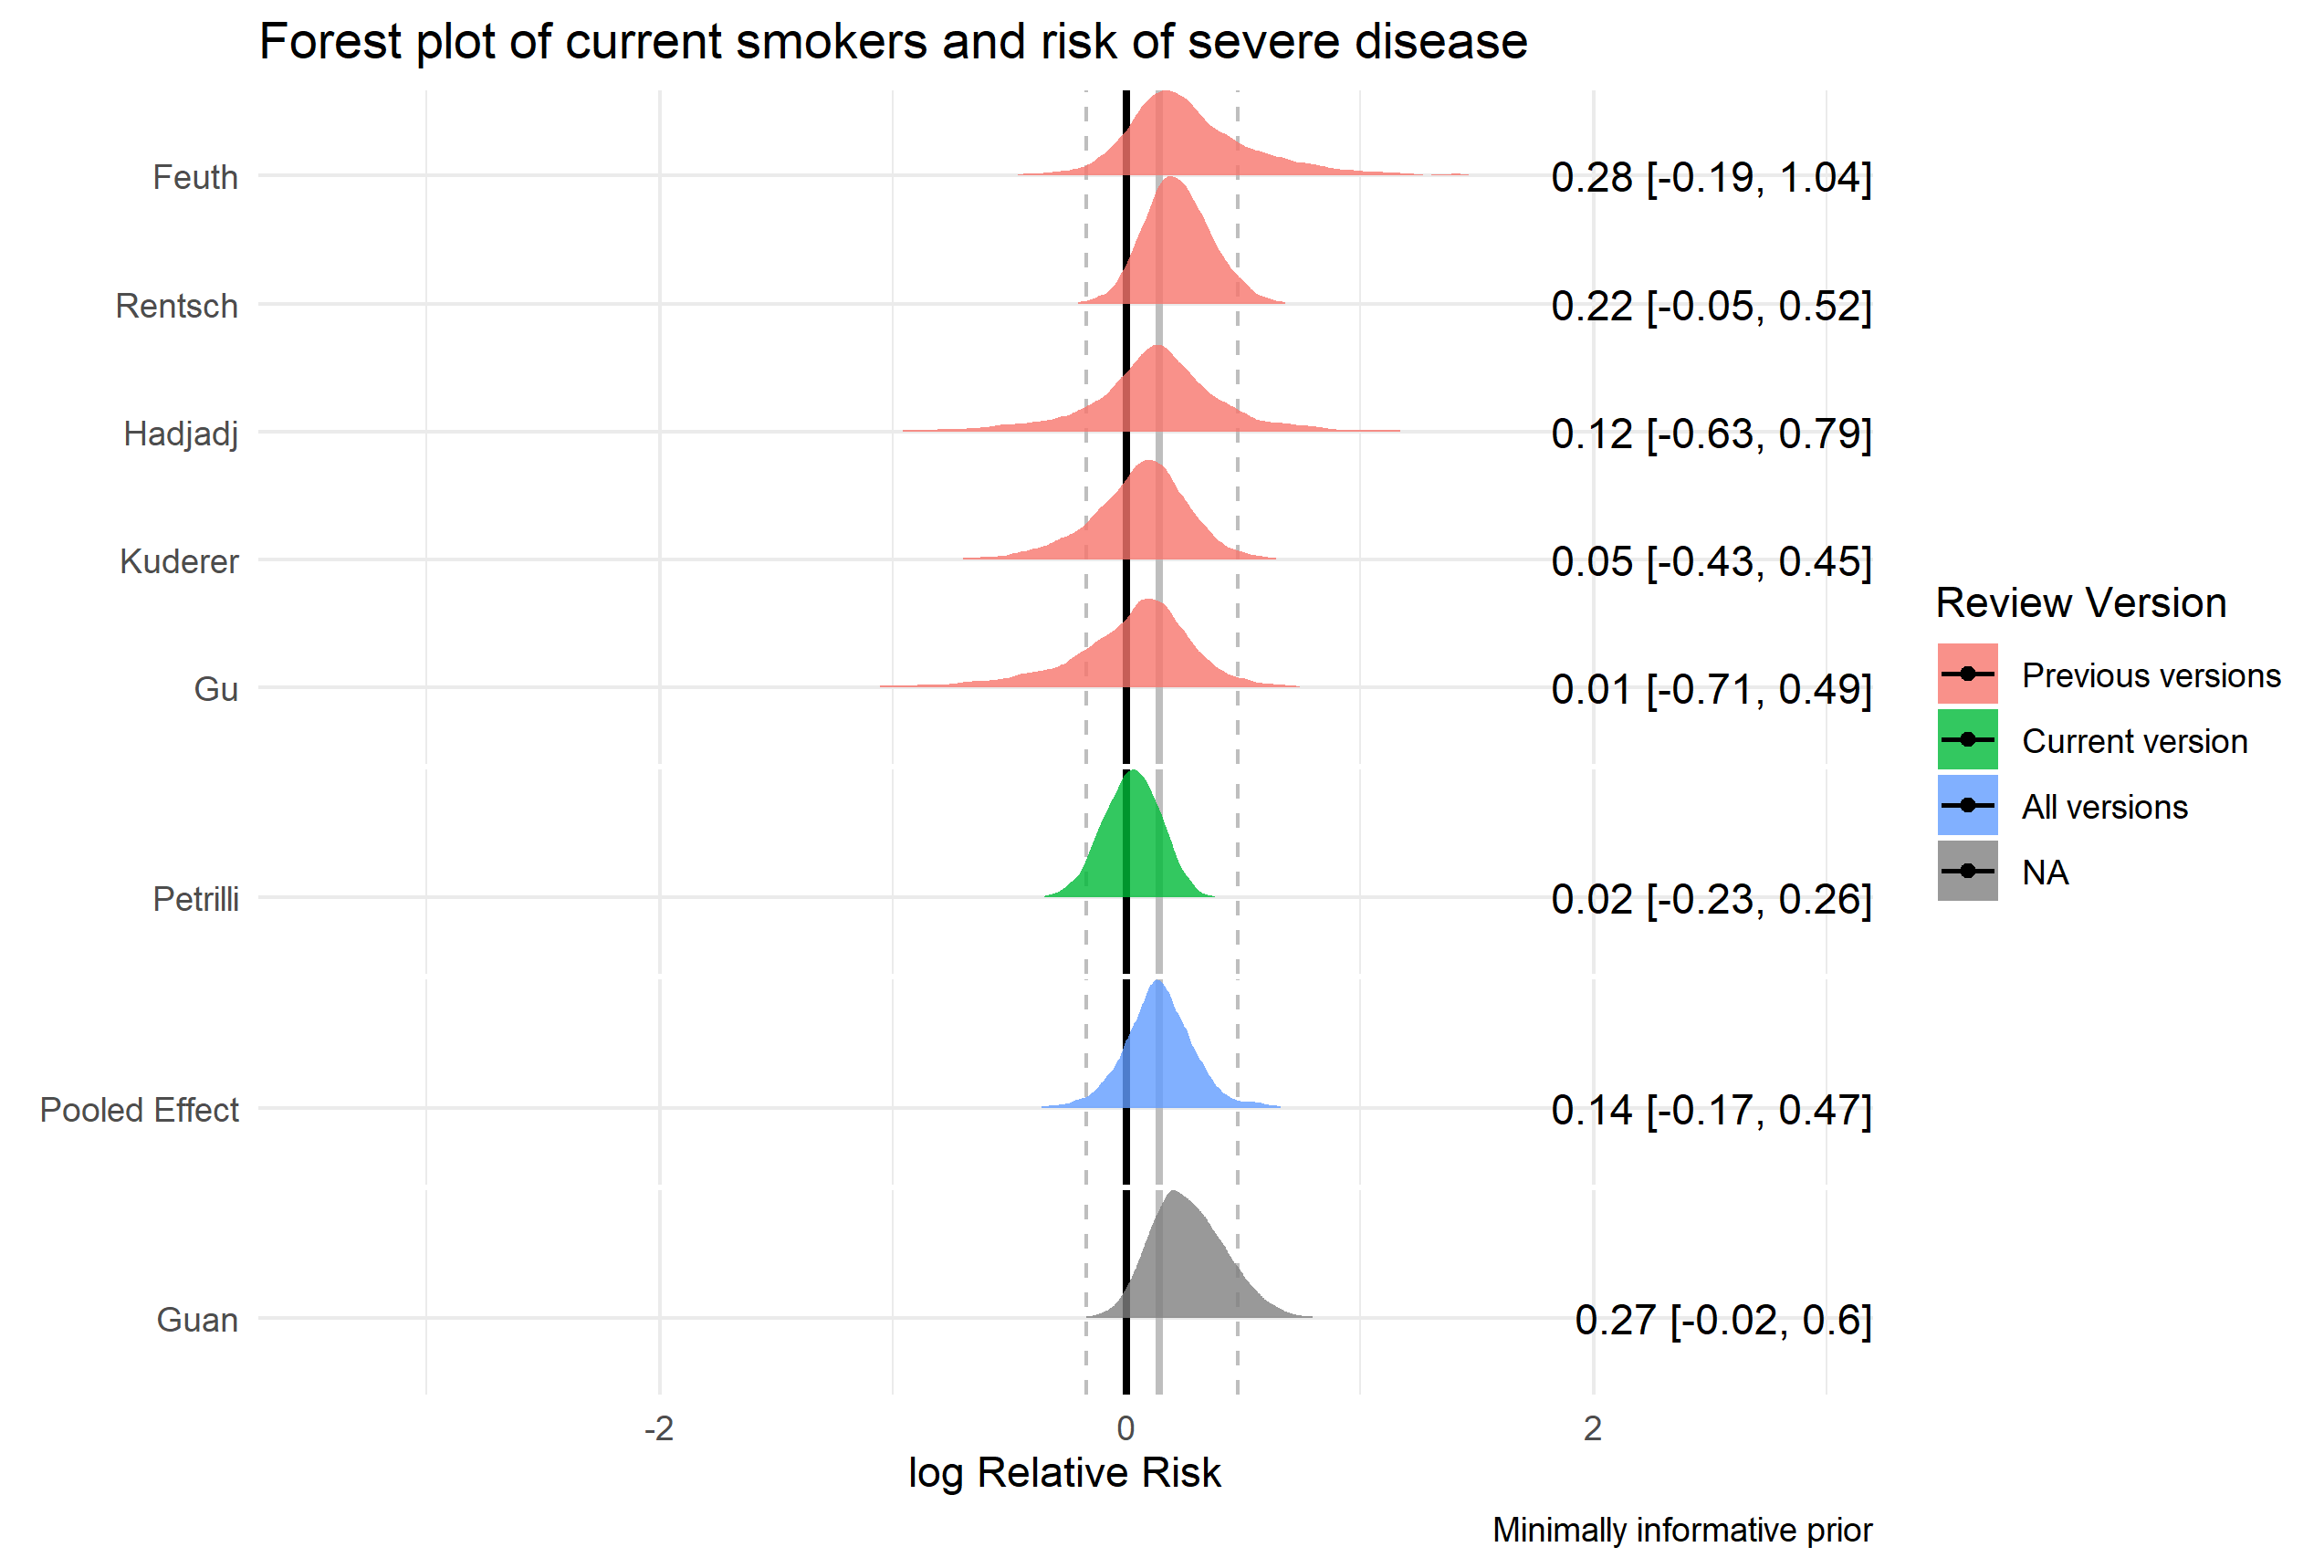 Forest plot of current smokers and risk of severe disease
Feuth
0.28 [-0.19, 1.04]
Rentsch
0.22 [-0.05, 0.52]
Hadjadj
0.12 [-0.63, 0.79]
Kuderer
0.05 [-0.43, 0.45]
Gu
0.01 [-0.71, 0.49]
Petrilli
0.02 [-0.23, 0.26]
Pooled Effect
0.14 [-0.17, 0.47]
Guan
0.27 [-0.02, 0.6]
-2 0 2
log Relative Risk
Minimally informative prior
Review Version
Previous versions
Current version
All versions
NA